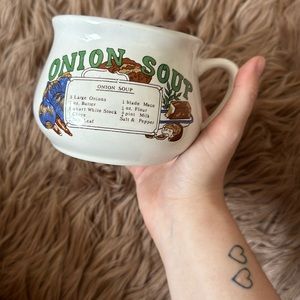 ONION SOUP
ONION SOUP
3 Large Onions
oz. Butter
quart White Stock
Leaf
1 blade Mace
oz. Flour
pint Milk
Salt & Pepper